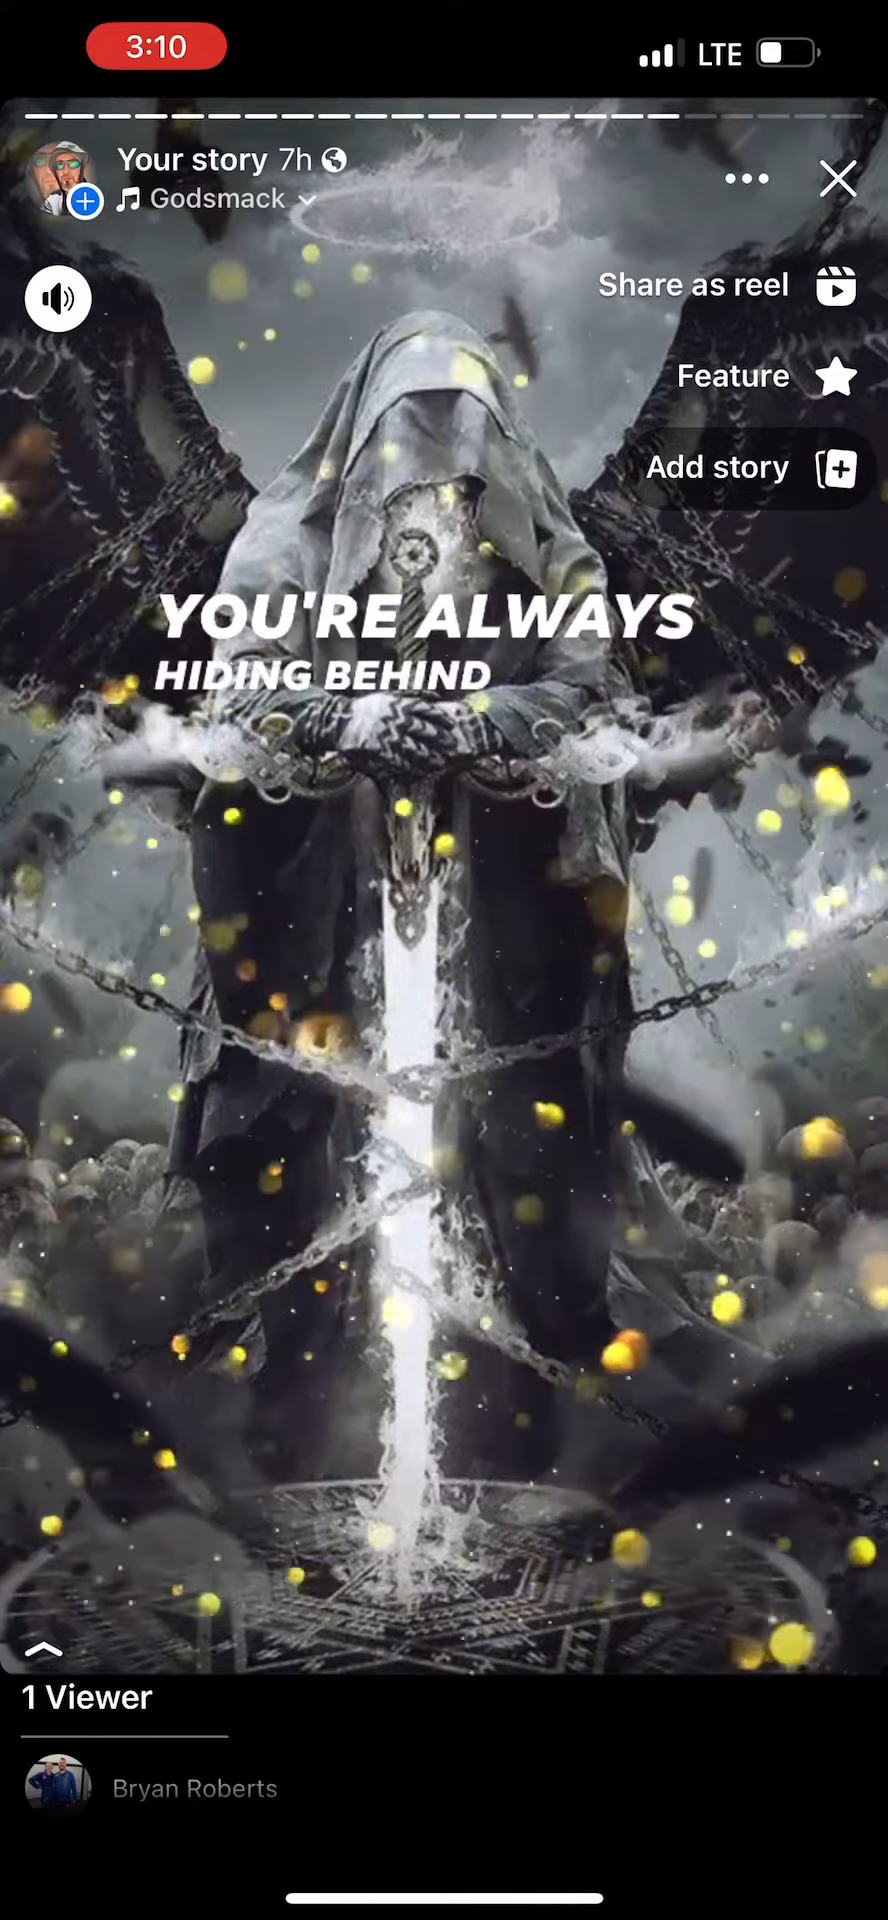 3:10
LTE
Your story 7h
Godsmack
Share as reel
Feature
Add story
YOU'RE ALWAYS
HIDING BEHIND
1 Viewer
Bryan Roberts